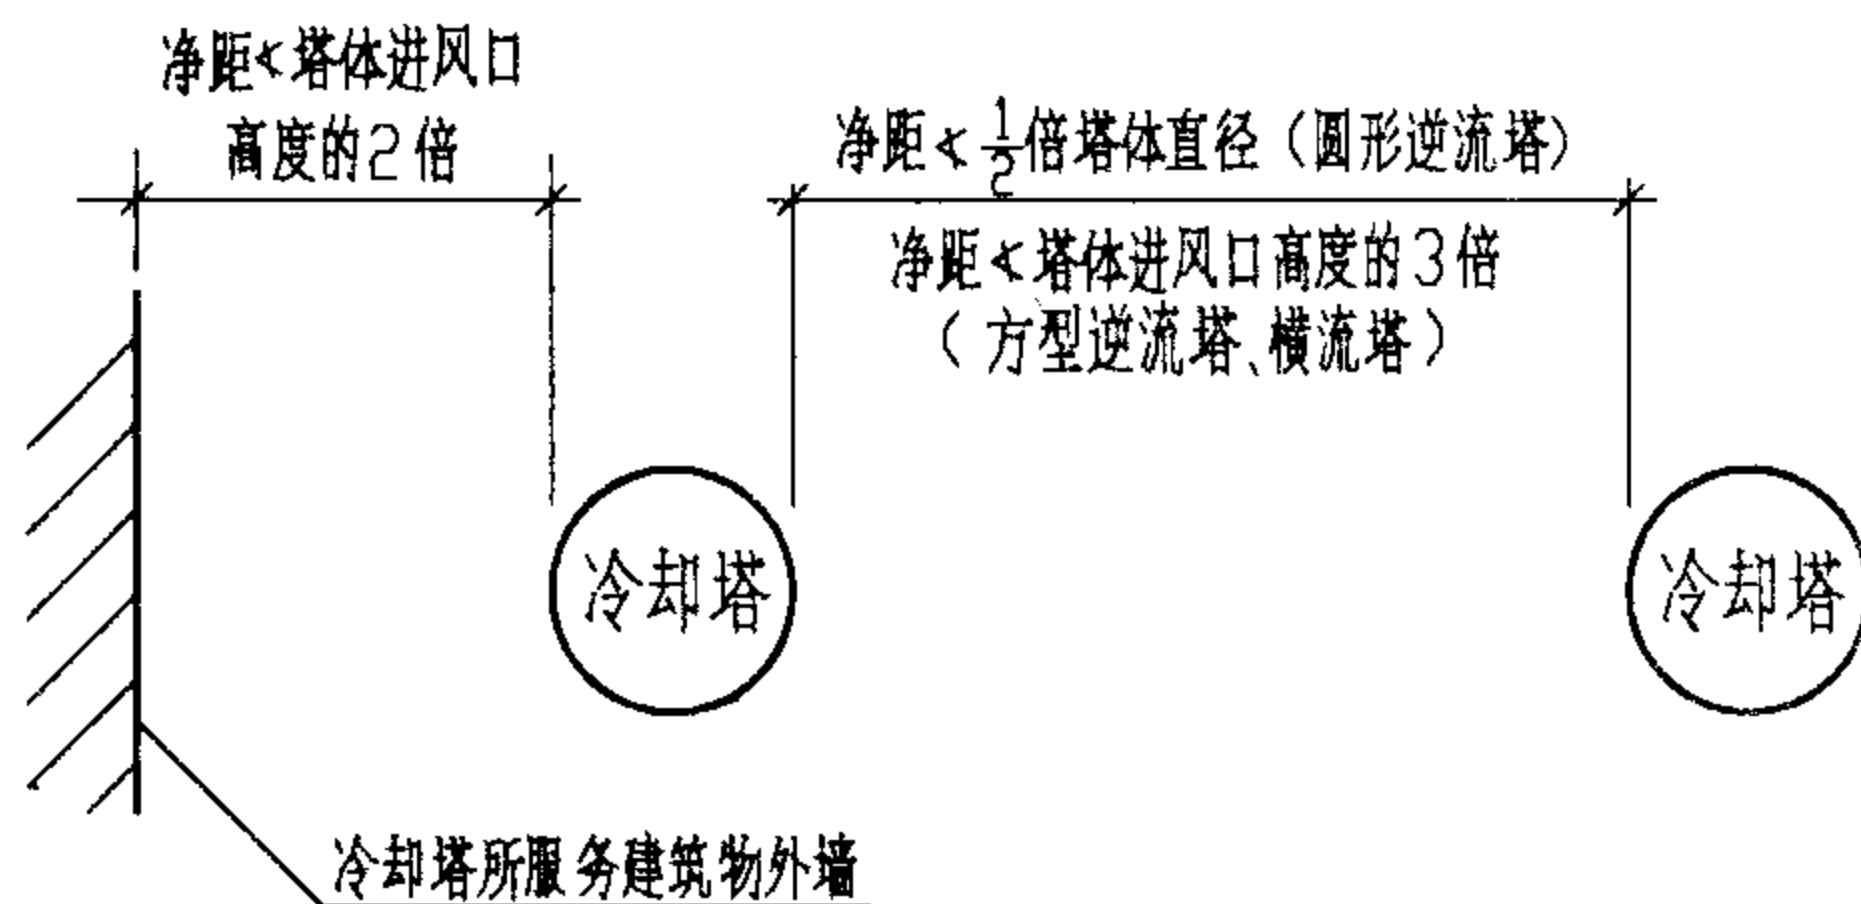 净距≮塔体进风口
高度的2倍
净距≮1/2倍塔体直径（圆形逆流塔）
净距≮塔体进风口高度的3倍
（方型逆流塔、横流塔）
冷却塔
冷却塔
冷却塔所服务建筑物外墙